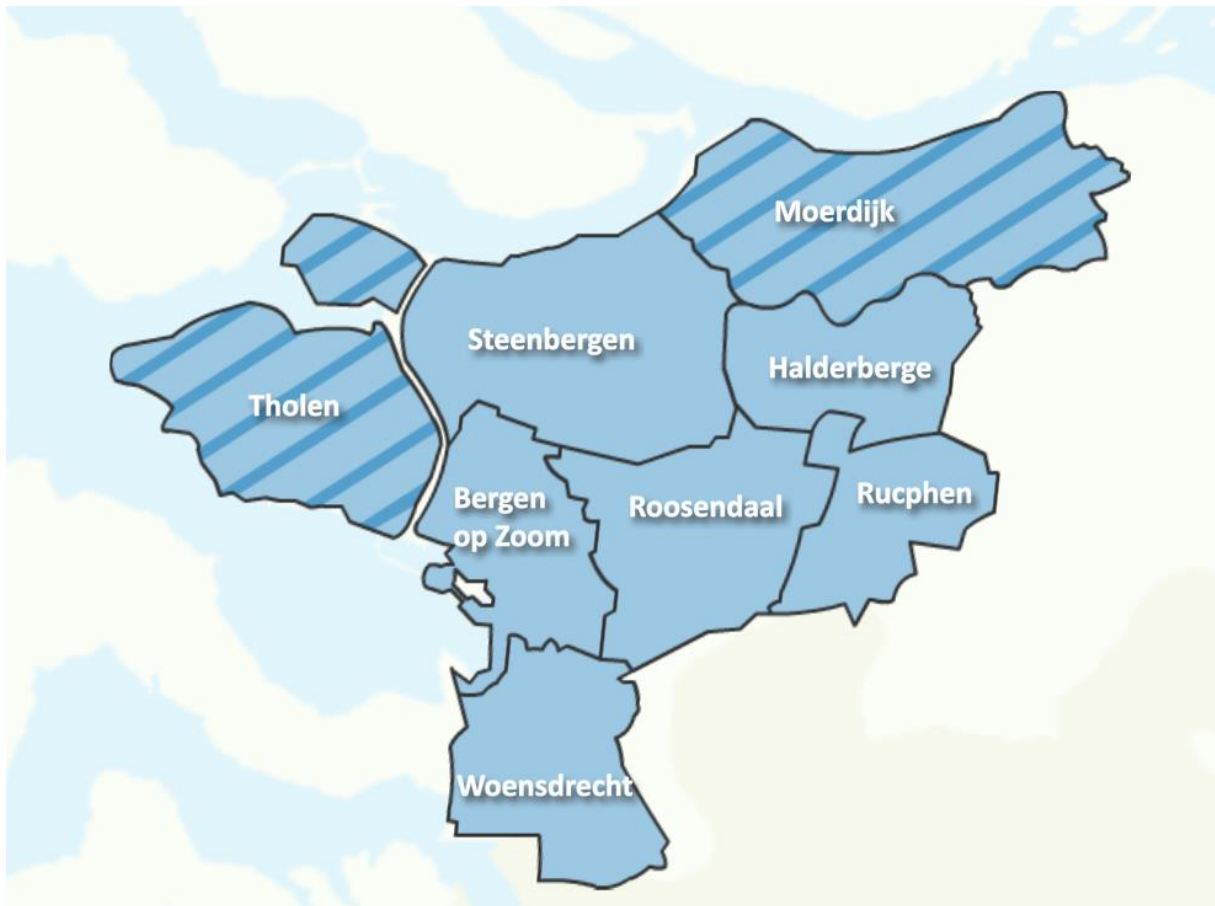 Moerdijk
Steenbergen
Halderberge
Tholen
Bergen
op Zoom
Roosendaal
Rucphen
Woensdrecht